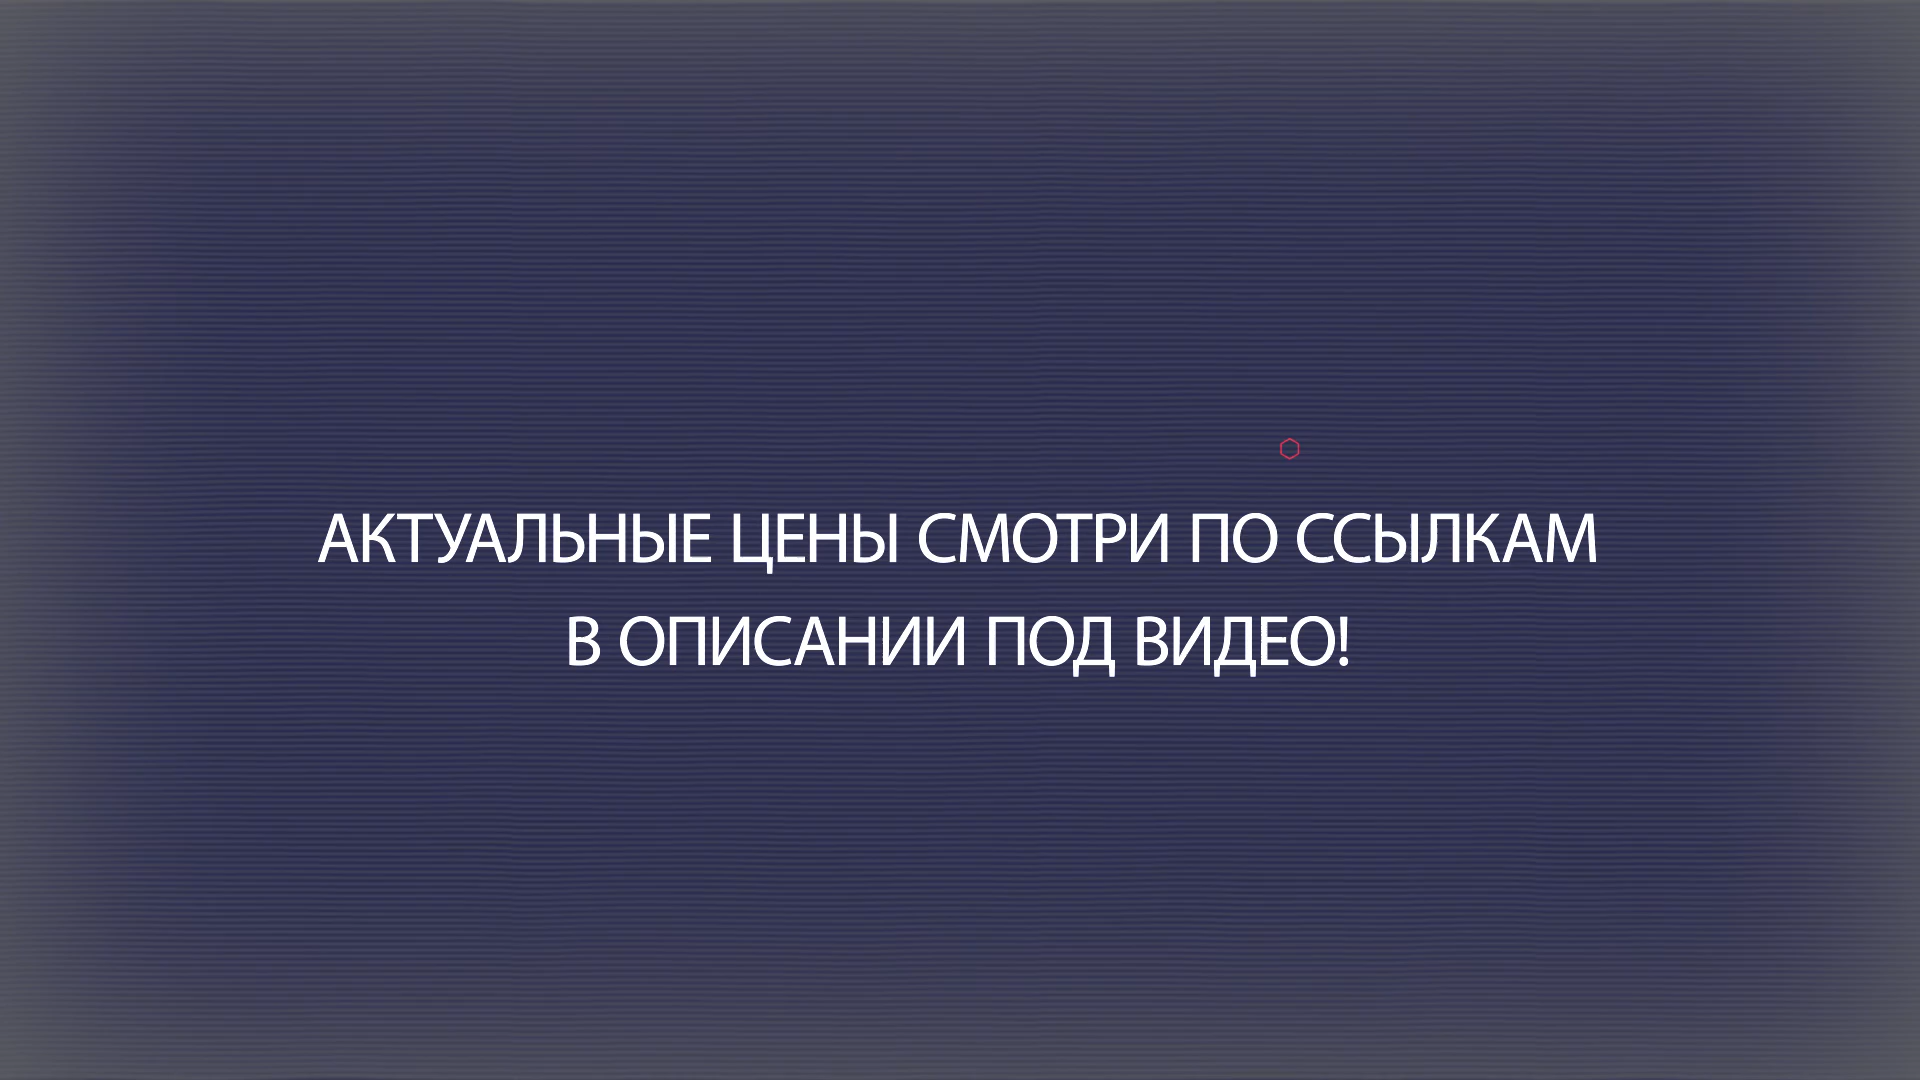 АКТУАЛЬНЫЕ ЦЕНЫ СМОТРИ ПО ССЫЛКАМ
В ОПИСАНИИ ПОД ВИДЕО!